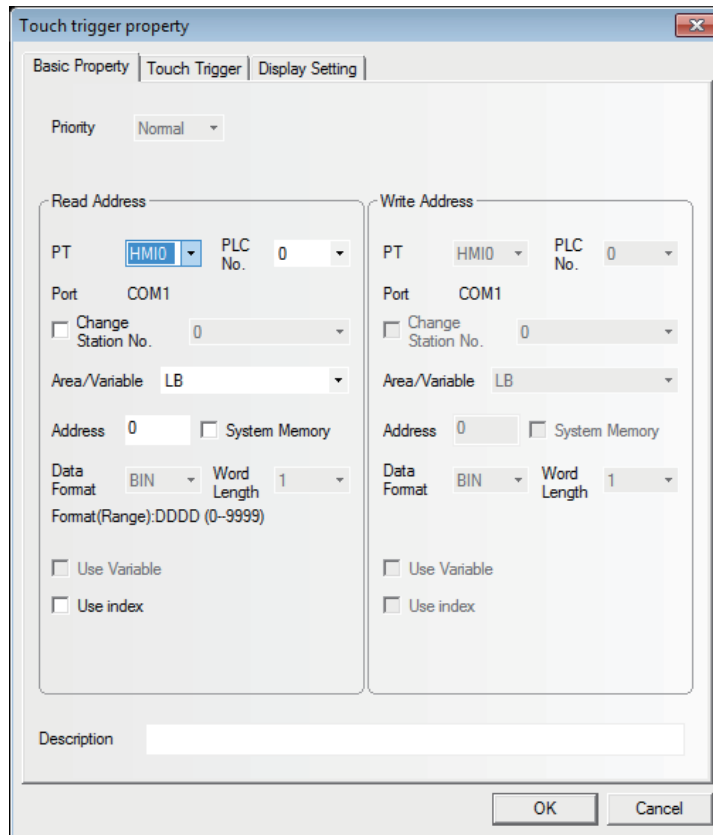 Touch trigger property
Basic Property Touch Trigger Display Setting
Priority Normal
Read Address
PT HMI0 PLC No. 0
Port COM1
Change Station No. 0
Area/Variable LB
Address 0 System Memory
Data Format BIN Word Length 1
Format(Range):DDDD (0--9999)
Use Variable
Use index
Write Address
PT HMI0 PLC No. 0
Port COM1
Change Station No. 0
Area/Variable LB
Address 0 System Memory
Data Format BIN Word Length 1
Use Variable
Use index
Description
OK Cancel